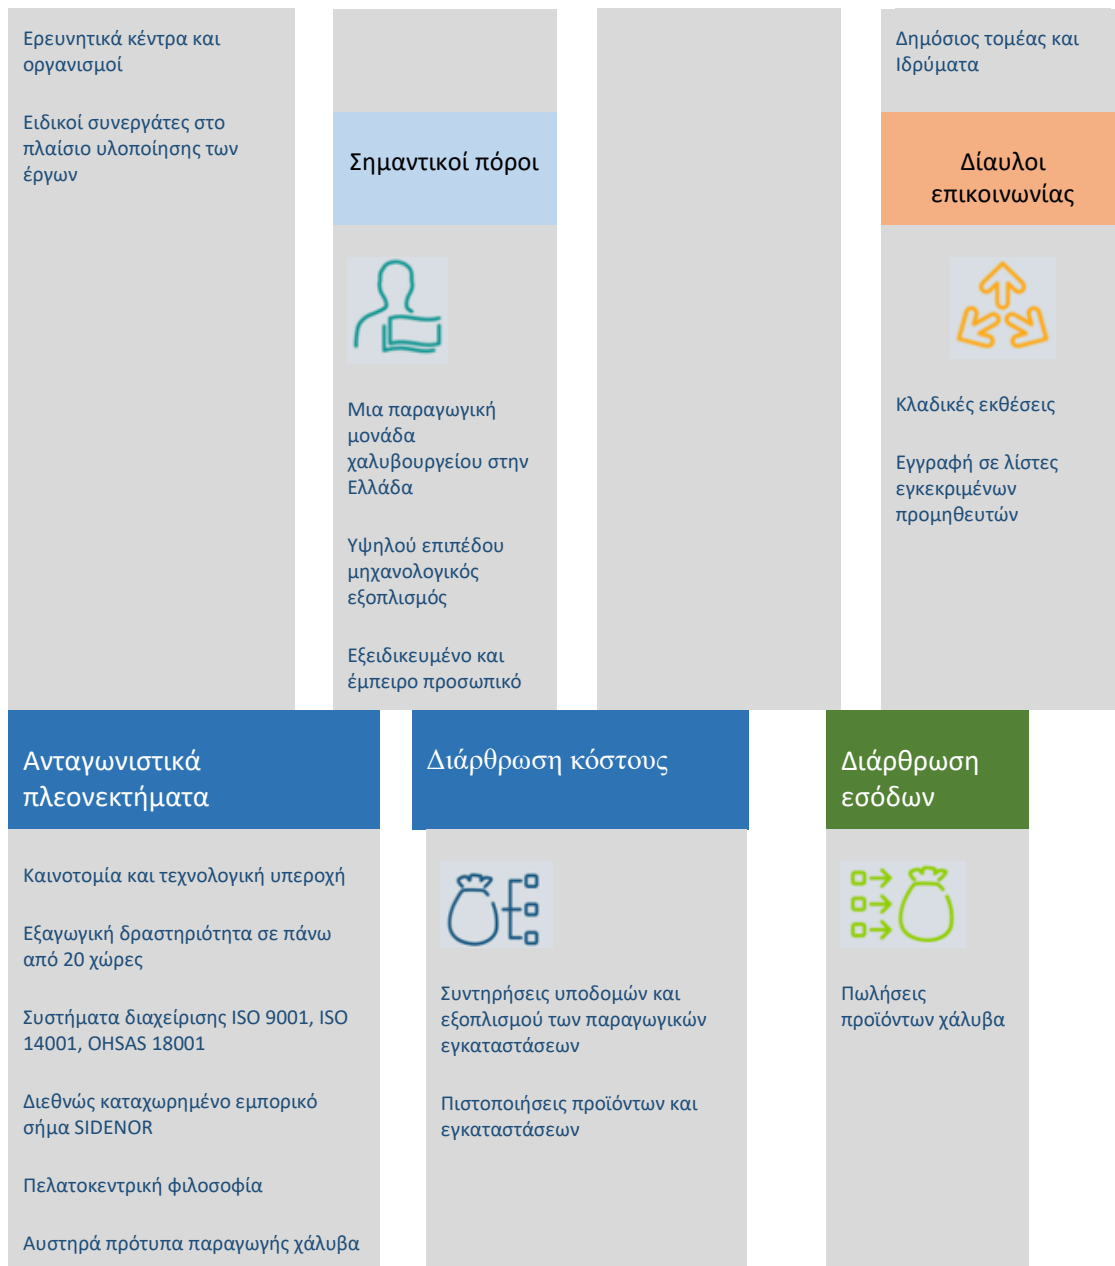 Ερευνητικά κέντρα και
οργανισμοί
Ειδικοί συνεργάτες στο
πλαίσιο υλοποίησης των
έργων
Σημαντικοί πόροι
Μια παραγωγική
μονάδα
χαλυβουργείου στην
Ελλάδα
Υψηλού επιπέδου
μηχανολογικός
εξοπλισμός
Εξειδικευμένο και
έμπειρο προσωπικό
Δημόσιος τομέας και
Ιδρύματα
Δίαυλοι
επικοινωνίας
Κλαδικές εκθέσεις
Εγγραφή σε λίστες
εγκεκριμένων
προμηθευτών
Ανταγωνιστικά
πλεονεκτήματα
Καινοτομία και τεχνολογική υπεροχή
Εξαγωγική δραστηριότητα σε πάνω
από 20 χώρες
Συστήματα διαχείρισης ISO 9001, ISO
14001, OHSAS 18001
Διεθνώς καταχωρημένο εμπορικό
σήμα SIDENOR
Πελατοκεντρική φιλοσοφία
Αυστηρά πρότυπα παραγωγής χάλυβα
Διάρθρωση κόστους
Συντηρήσεις υποδομών και
εξοπλισμού των παραγωγικών
εγκαταστάσεων
Πιστοποιήσεις προϊόντων και
εγκαταστάσεων
Διάρθρωση
εσόδων
Πωλήσεις
προϊόντων χάλυβα